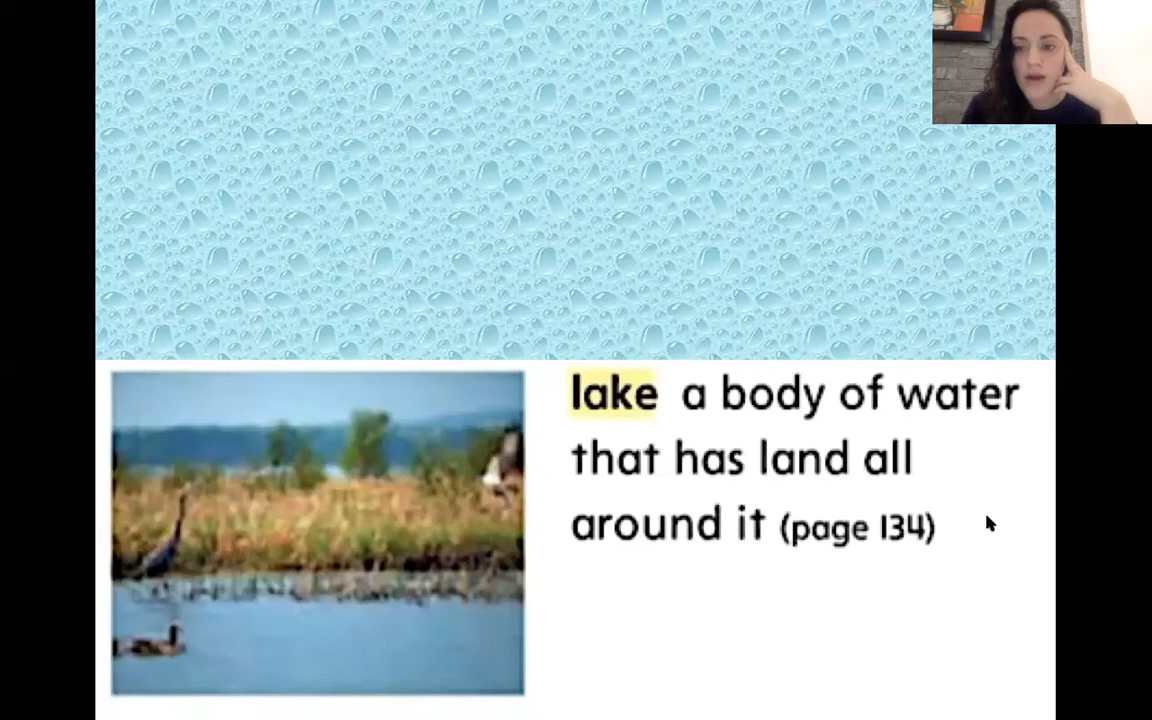 lake a body of water
that has land all
around it (page 134)